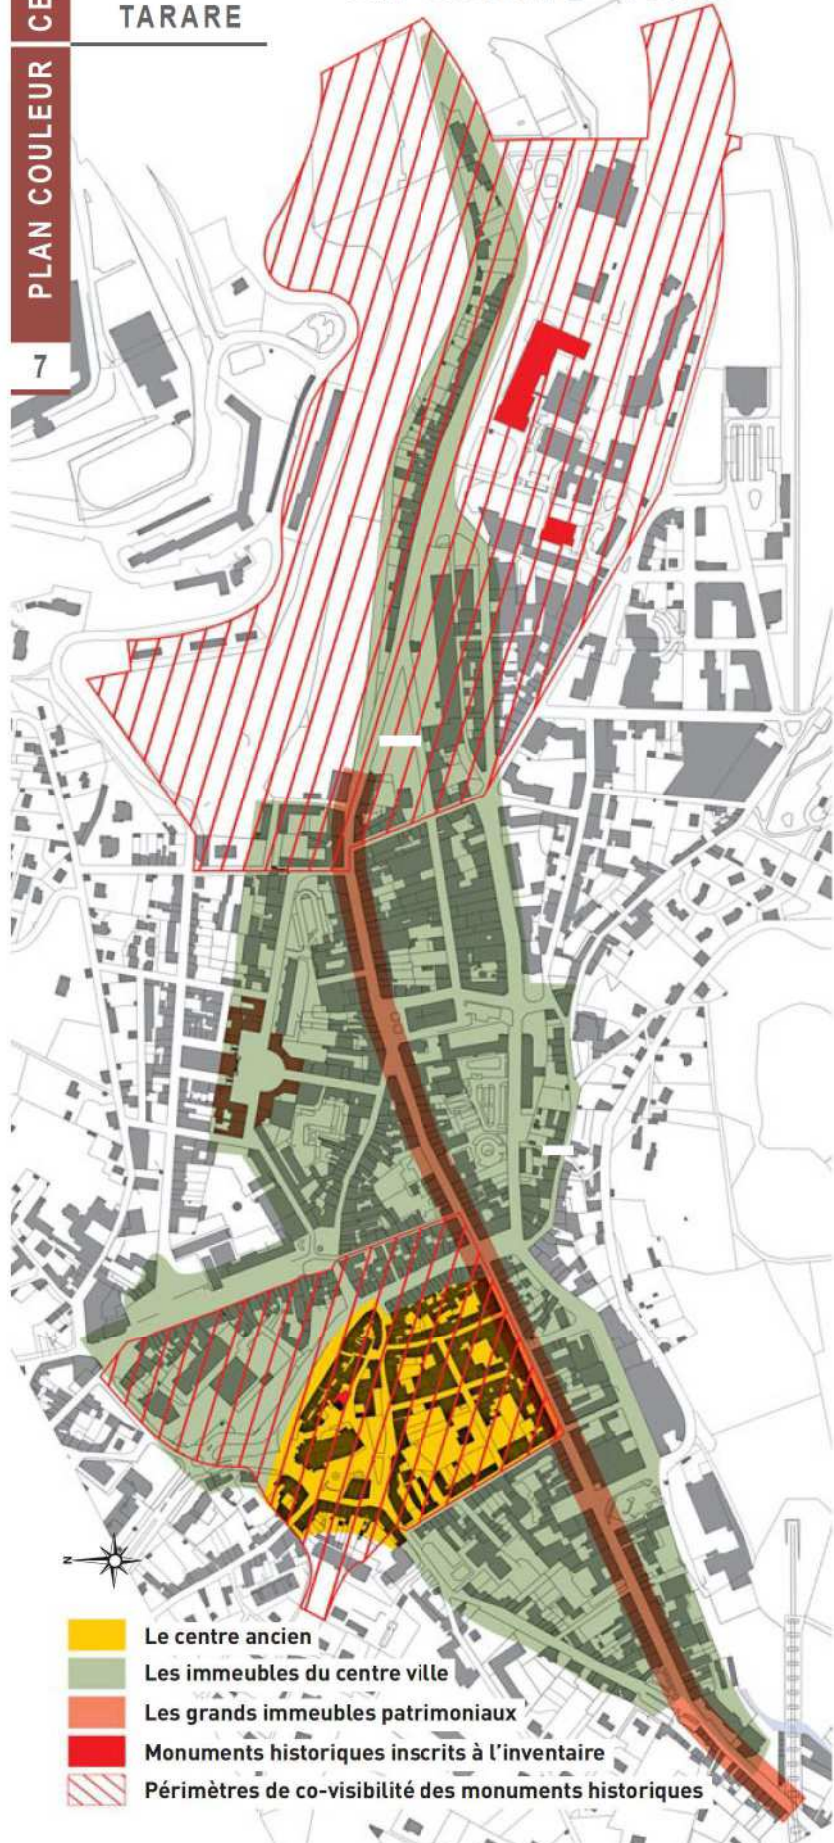 TARARE
PLAN COULEUR
CE
7
N
Le centre ancien
Les immeubles du centre ville
Les grands immeubles patrimoniaux
Monuments historiques inscrits à l'inventaire
Périmètres de co-visibilité des monuments historiques